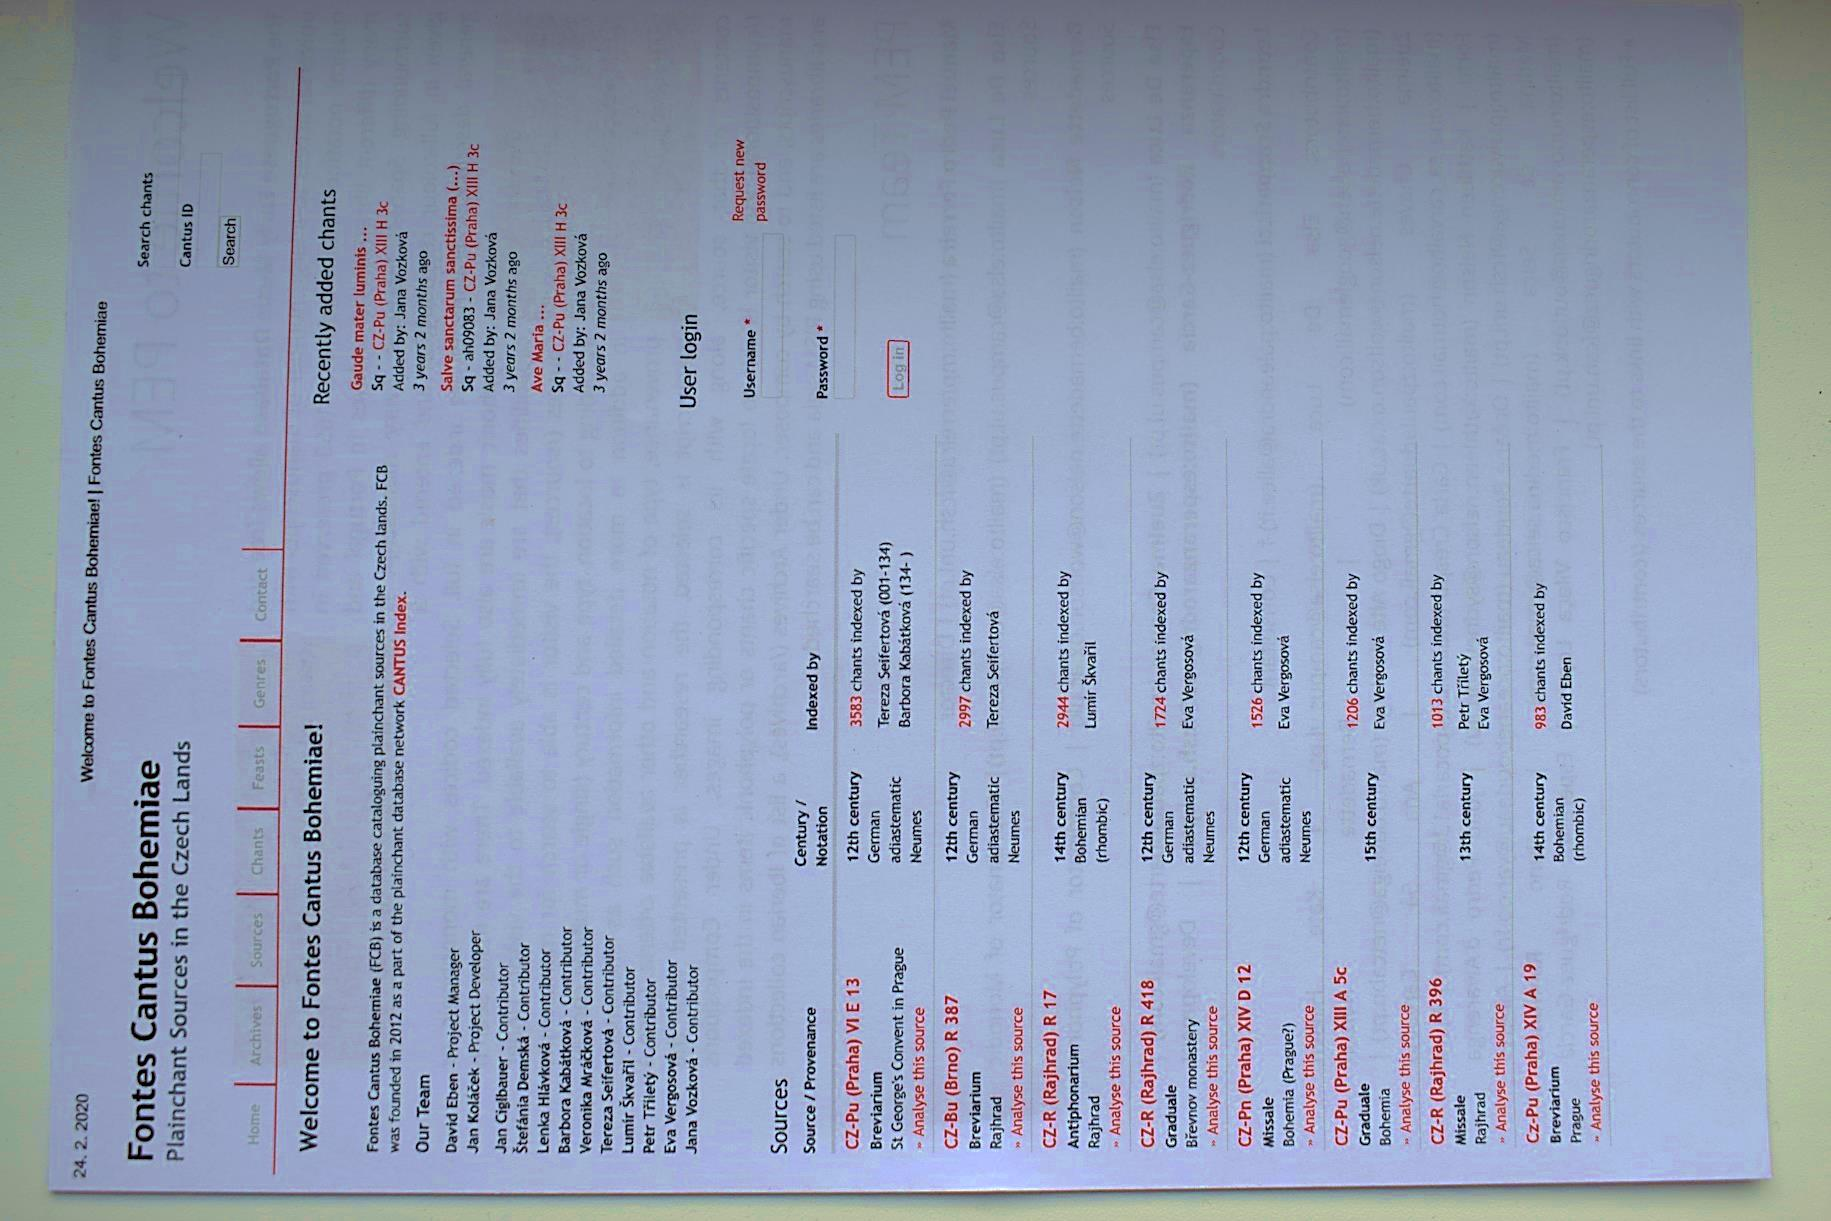 24. 2. 2020
Welcome to Fontes Cantus Bohemiae! | Fontes Cantus Bohemiae
Fontes Cantus Bohemiae
Plainchant Sources in the Czech Lands
Search chants
Cantus ID
Search
Home
Archives
Sources
Chants
Feasts
Genres
Contact
Welcome to Fontes Cantus Bohemiae!
Fontes Cantus Bohemiae (FCB) is a database cataloguing plainchant sources in the Czech lands. FCB
was founded in 2012 as a part of the plainchant database network CANTUS Index.
Our Team
David Eben - Project Manager
Jan Koláček - Project Developer
Jan Ciglbauer - Contributor
Štefánia Demská - Contributor
Lenka Hlávková - Contributor
Barbora Kabátková - Contributor
Veronika Mráčková - Contributor
Tereza Seifertová - Contributor
Lumír Škvařil - Contributor
Petr Tříletý - Contributor
Eva Vergosová - Contributor
Jana Vozková - Contributor
Recently added chants
Gaude mater luminis ...
Sq - - CZ-Pu (Praha) XIII H 3c
Added by: Jana Vozková
3 years 2 months ago
Salve sanctarum sanctissima (...)
Sq - ah09083 - CZ-Pu (Praha) XIII H 3c
Added by: Jana Vozková
3 years 2 months ago
Ave Maria ...
Sq - - CZ-Pu (Praha) XIII H 3c
Added by: Jana Vozková
3 years 2 months ago
User login
Username *
Request new
password
Password *
Log in
Sources
Source / Provenance
Century /
Notation
Indexed by
CZ-Pu (Praha) VI E 13
Breviarium
St George's Convent in Prague
» Analyse this source
12th century
German
adiastematic
Neumes
3583 chants indexed by
Tereza Seifertová (001-134)
Barbora Kabátková (134- )
CZ-Bu (Brno) R 387
Breviarium
Rajhrad
» Analyse this source
12th century
German
adiastematic
Neumes
2997 chants indexed by
Tereza Seifertová
CZ-R (Rajhrad) R 17
Antiphonarium
Rajhrad
» Analyse this source
14th century
Bohemian
(rhombic)
2944 chants indexed by
Lumír Škvařil
CZ-R (Rajhrad) R 418
Graduale
Břevnov monastery
» Analyse this source
12th century
German
adiastematic
Neumes
1724 chants indexed by
Eva Vergosová
CZ-Pn (Praha) XIV D 12
Missale
Bohemia (Prague?)
» Analyse this source
12th century
German
adiastematic
Neumes
1526 chants indexed by
Eva Vergosová
CZ-Pu (Praha) XIII A 5c
Graduale
Bohemia
» Analyse this source
15th century
1206 chants indexed by
Eva Vergosová
CZ-R (Rajhrad) R 396
Missale
Rajrad
» Analyse this source
13th century
1013 chants indexed by
Petr Tříletý
Eva Vergosová
Cz-Pu (Praha) XIV A 19
Breviarium
Prague
» Analyse this source
14th century
Bohemian
(rhombic)
983 chants indexed by
David Eben